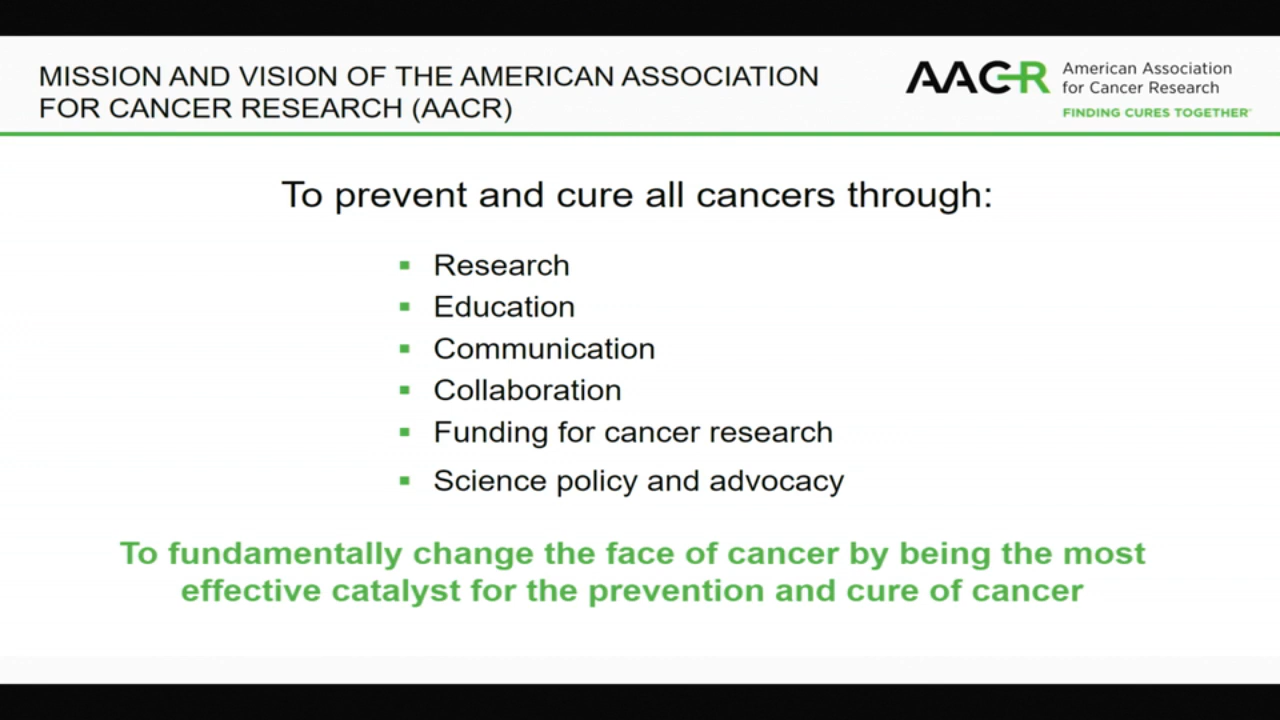 MISSION AND VISION OF THE AMERICAN ASSOCIATION
FOR CANCER RESEARCH (AACR)
AACR
American Association
for Cancer Research
FINDING CURES TOGETHER
To prevent and cure all cancers through:
▪ Research
▪ Education
▪ Communication
▪ Collaboration
▪ Funding for cancer research
▪ Science policy and advocacy
To fundamentally change the face of cancer by being the most
effective catalyst for the prevention and cure of cancer